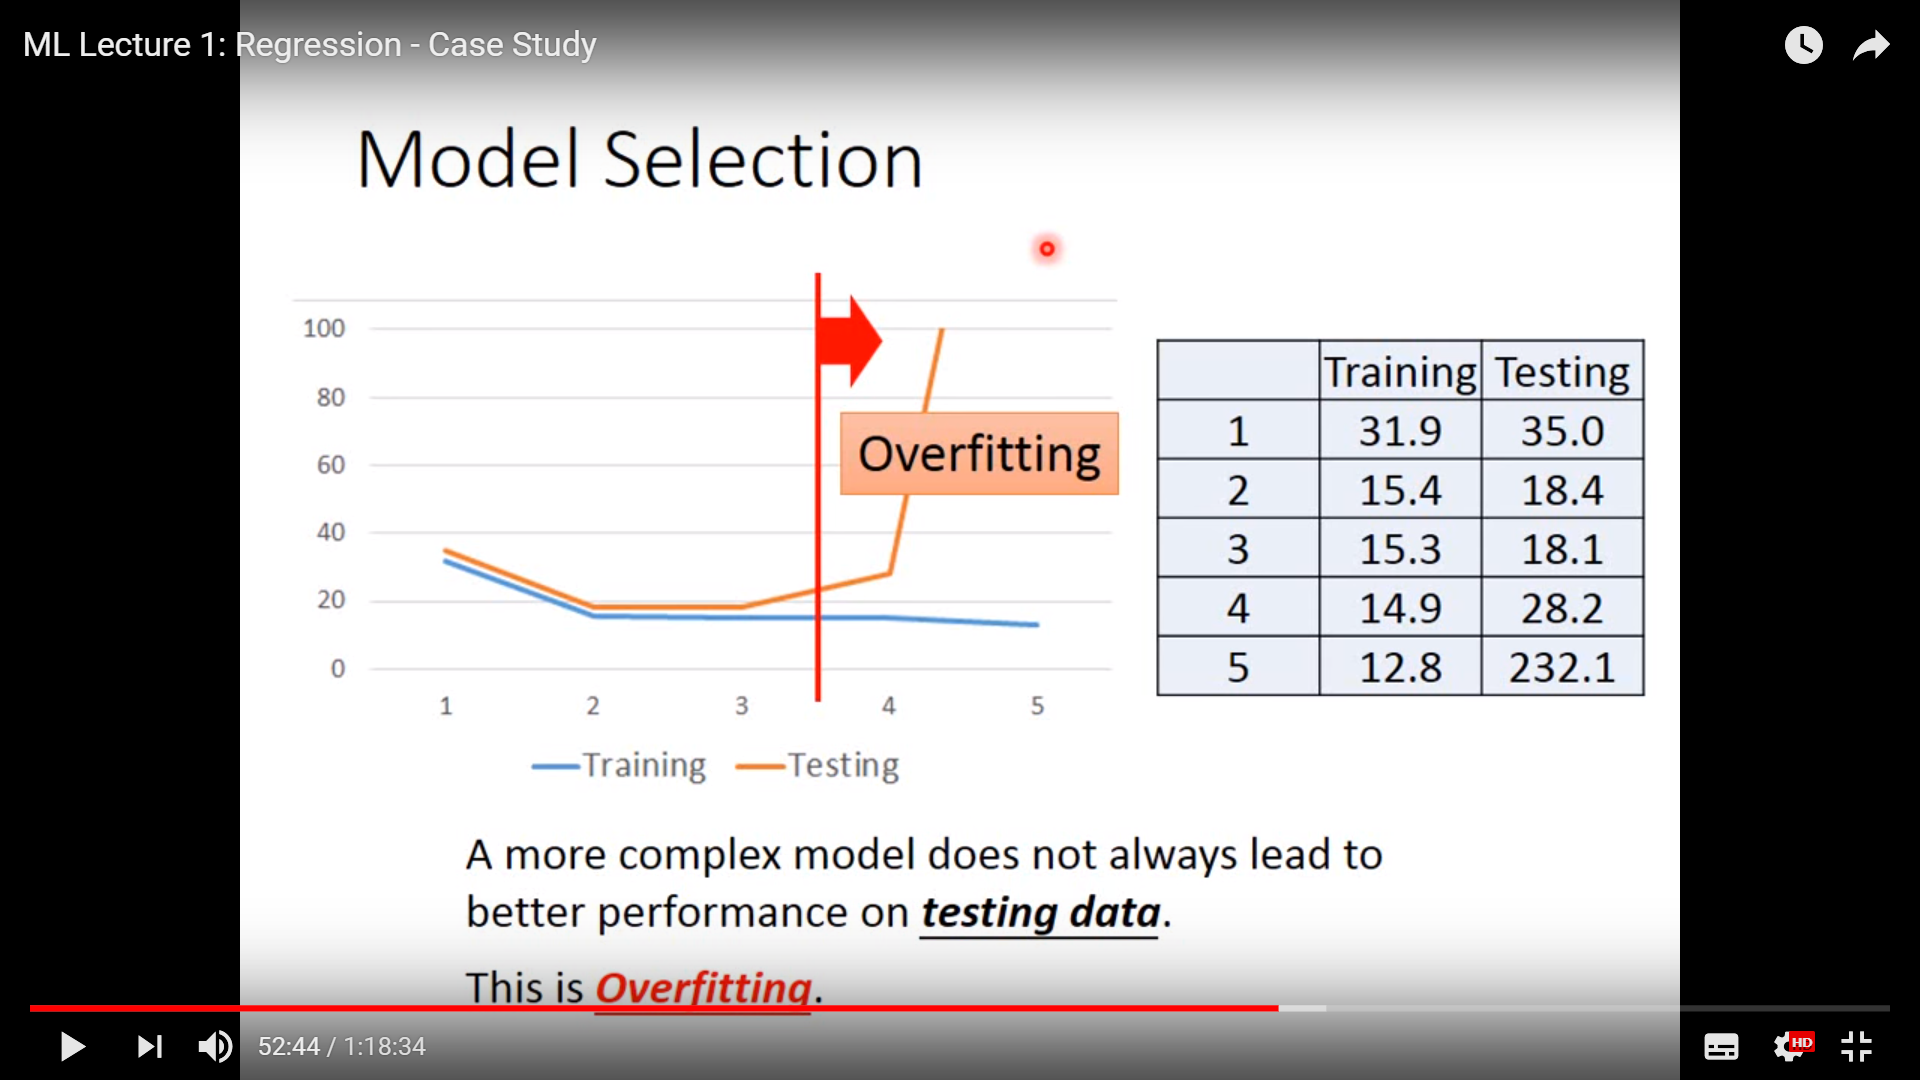 ML Lecture 1: Regression - Case Study
Model Selection
100
80
60
40
20
0
1 2 3 4 5
Overfitting
Training Testing
Training Testing
1 31.9 35.0
2 15.4 18.4
3 15.3 18.1
4 14.9 28.2
5 12.8 232.1
A more complex model does not always lead to
better performance on testing data.
This is Overfitting.
52:44 / 1:18:34
HD